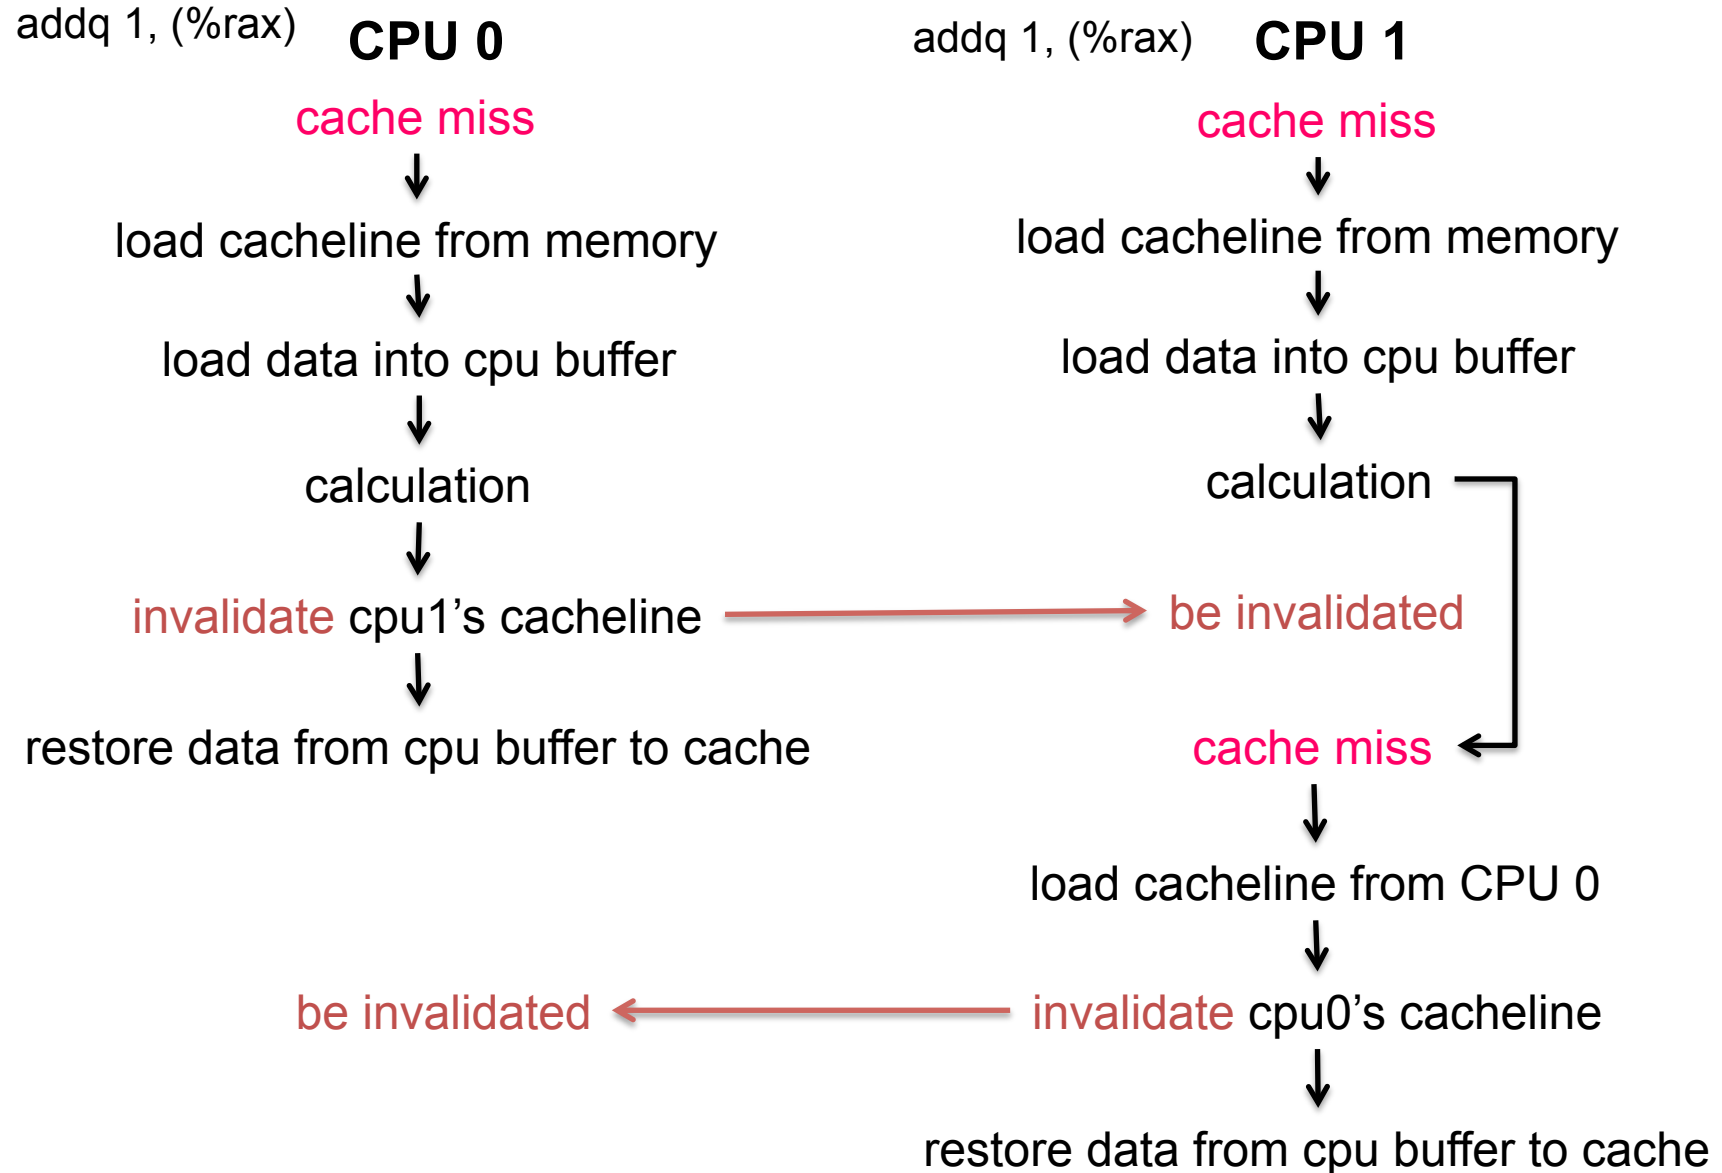 addq 1, (%rax) CPU 0
cache miss
load cacheline from memory
load data into cpu buffer
calculation
invalidate cpu1’s cacheline
restore data from cpu buffer to cache
be invalidated
addq 1, (%rax) CPU 1
cache miss
load cacheline from memory
load data into cpu buffer
calculation
be invalidated
cache miss
load cacheline from CPU 0
invalidate cpu0’s cacheline
restore data from cpu buffer to cache